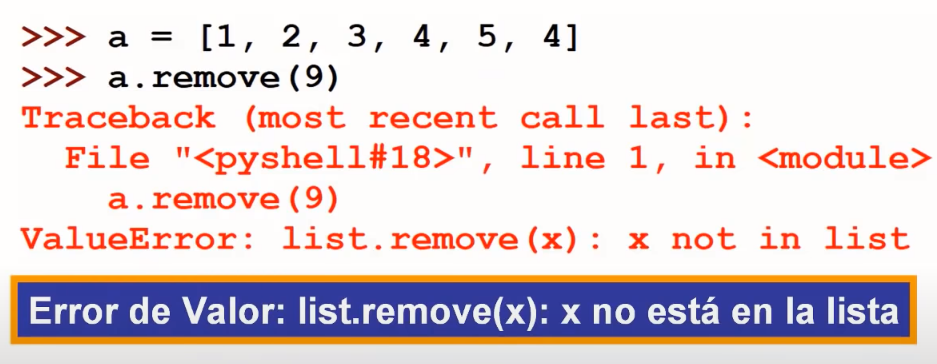 >>> a = [1, 2, 3, 4, 5, 4]
>>> a.remove(9)
Traceback (most recent call last):
  File "<pyshell#18>", line 1, in <module>
    a.remove(9)
ValueError: list.remove(x): x not in list
Error de Valor: list.remove(x): x no está en la lista